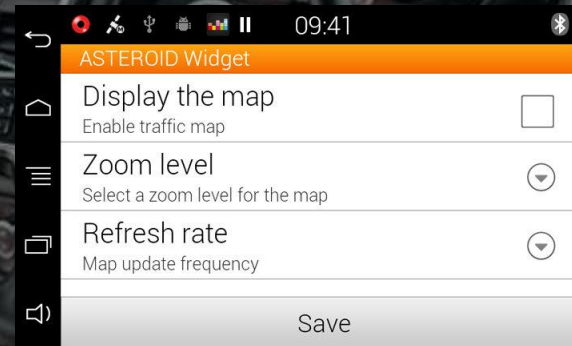 09:41
ASTEROID Widget
Display the map
Enable traffic map
Zoom level
Select a zoom level for the map
Refresh rate
Map update frequency
Save